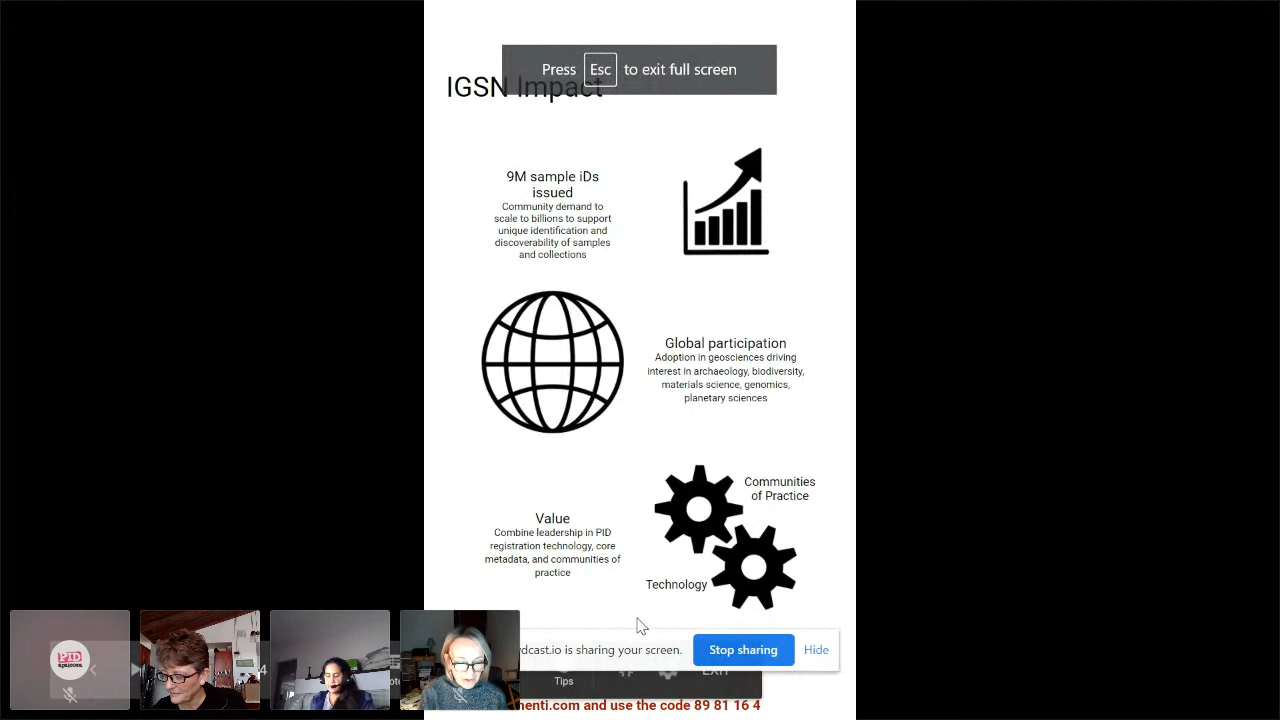 Press Esc to exit full screen
IGSN Impact
9M sample iDs
issued
Community demand to
scale to billions to support
unique identification and
discoverability of samples
and collections
Global participation
Adoption in geosciences driving
interest in archaeology, biodiversity,
materials science, genomics,
planetary sciences
Communities
of Practice
Value
Combine leadership in PID
registration technology, core
metadata, and communities of
practice
Technology
dcast.io is sharing your screen.
Stop sharing
Hide
PID
apalooza
Tips
EXIT
enti.com and use the code 89 81 16 4